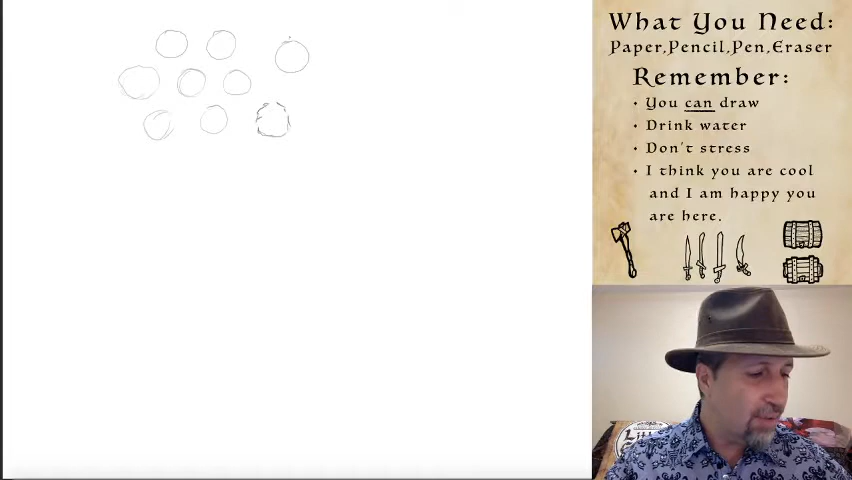 What You Need:
Paper,Pencil,Pen,Eraser
Remember:
• You can draw
• Drink water
• Don't stress
• I think you are cool
and I am happy you
are here.